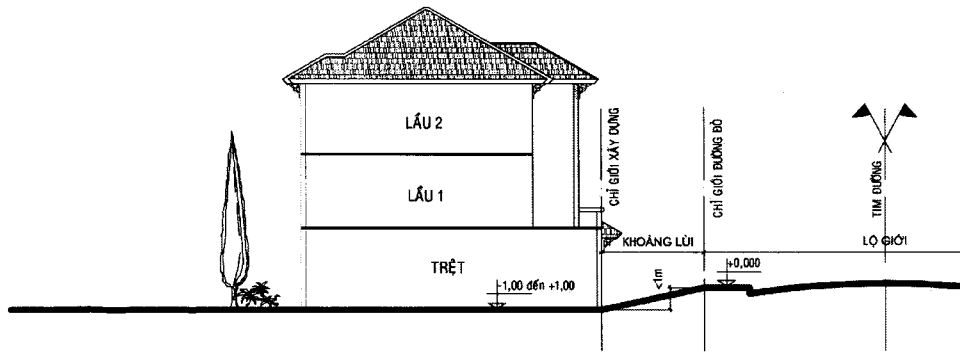 LẦU 2
LẦU 1
TRỆT
-1,00 đến +1,00
CHỈ GIỚI XÂY DỰNG
KHOẢNG LÙI
<1m
CHỈ GIỚI ĐƯỜNG ĐỎ
+0,000
TIM ĐƯỜNG
LỘ GIỚI